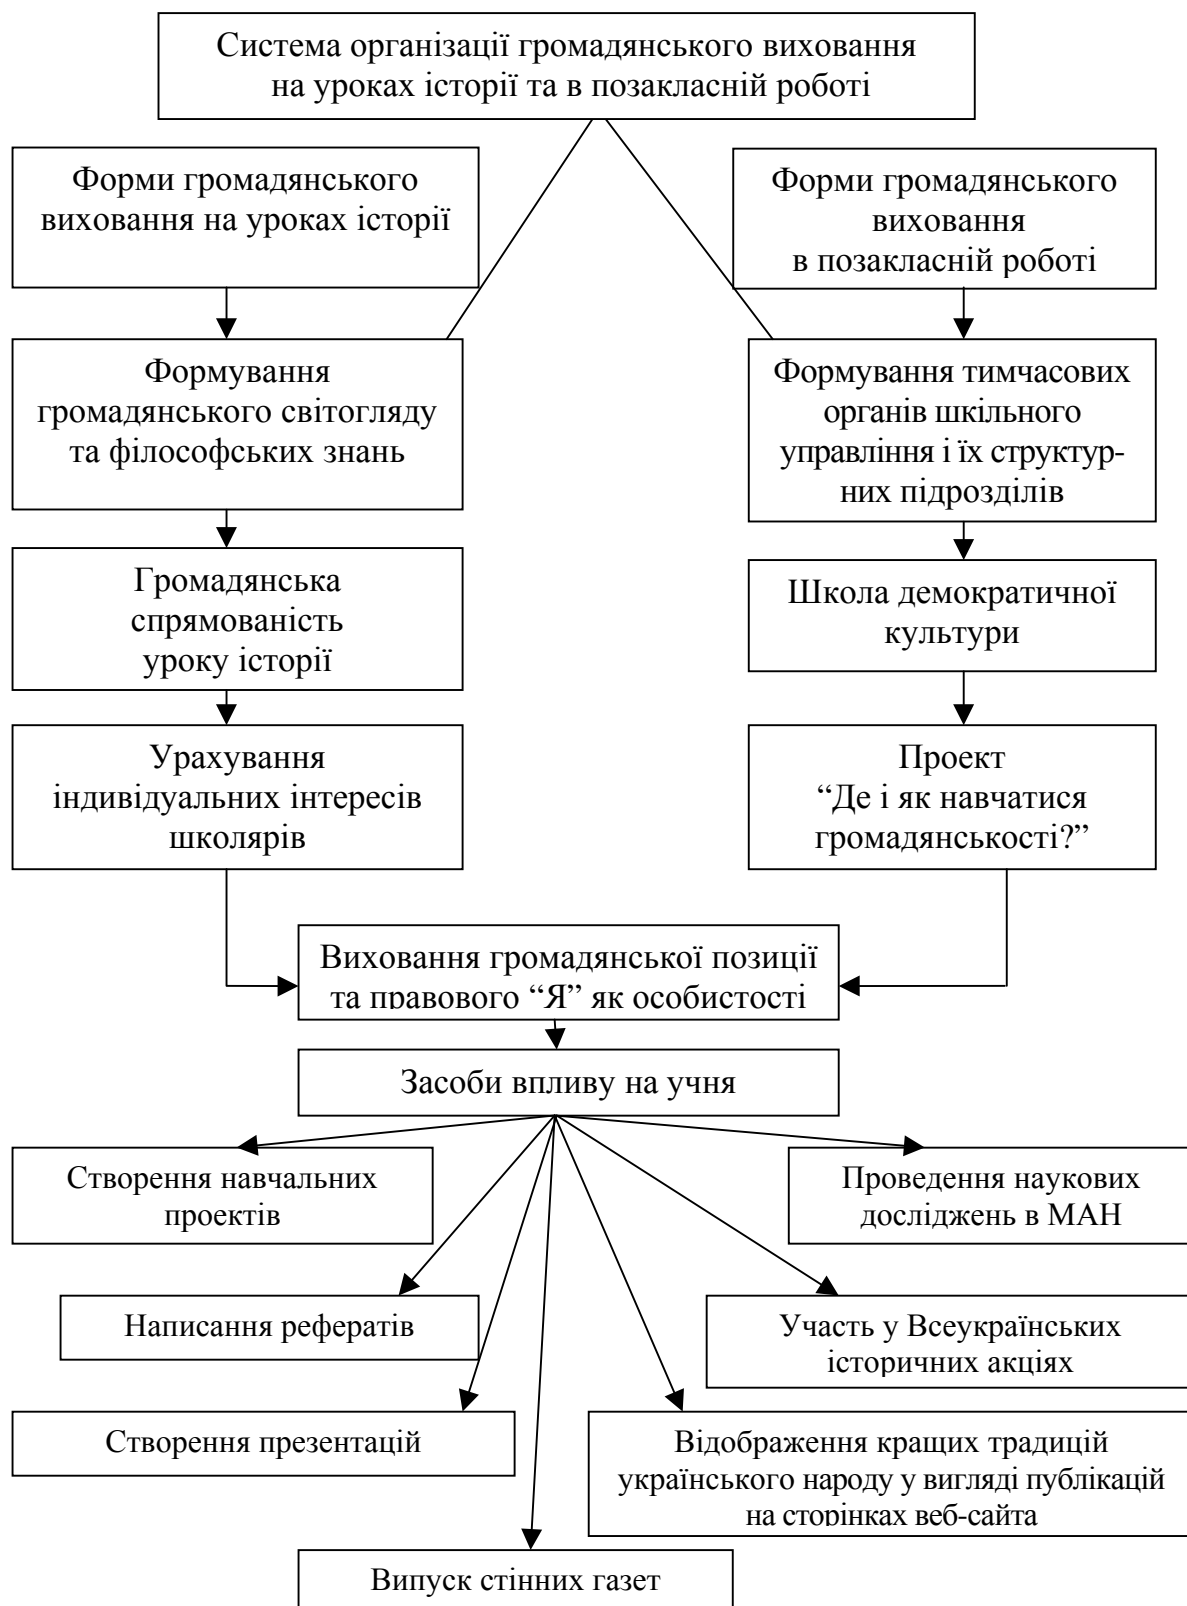 Система організації громадянського виховання
на уроках історії та в позакласній роботі
Форми громадянського
виховання на уроках історії
Форми громадянського
виховання
в позакласній роботі
Формування
громадянського світогляду
та філософських знань
Формування тимчасових
органів шкільного
управління і їх структур-
них підрозділів
Громадянська
спрямованість
уроку історії
Школа демократичної
культури
Урахування
індивідуальних інтересів
школярів
Проект
“Де і як навчатися
громадянськості?”
Виховання громадянської позиції
та правового “Я” як особистості
Засоби впливу на учня
Створення навчальних
проектів
Проведення наукових
досліджень в МАН
Написання рефератів
Участь у Всеукраїнських
історичних акціях
Створення презентацій
Відображення кращих традицій
українського народу у вигляді публікацій
на сторінках веб-сайта
Випуск стінних газет